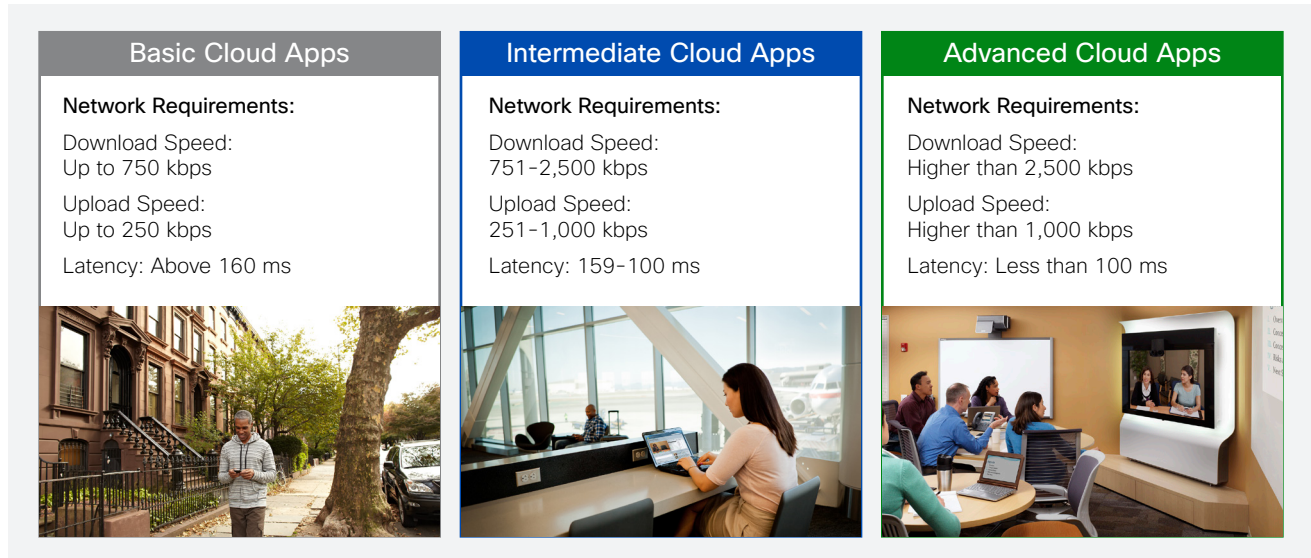 Basic Cloud Apps
Network Requirements:
Download Speed:
Up to 750 kbps
Upload Speed:
Up to 250 kbps
Latency: Above 160 ms
Intermediate Cloud Apps
Network Requirements:
Download Speed:
751-2,500 kbps
Upload Speed:
251-1,000 kbps
Latency: 159-100 ms
Advanced Cloud Apps
Network Requirements:
Download Speed:
Higher than 2,500 kbps
Upload Speed:
Higher than 1,000 kbps
Latency: Less than 100 ms